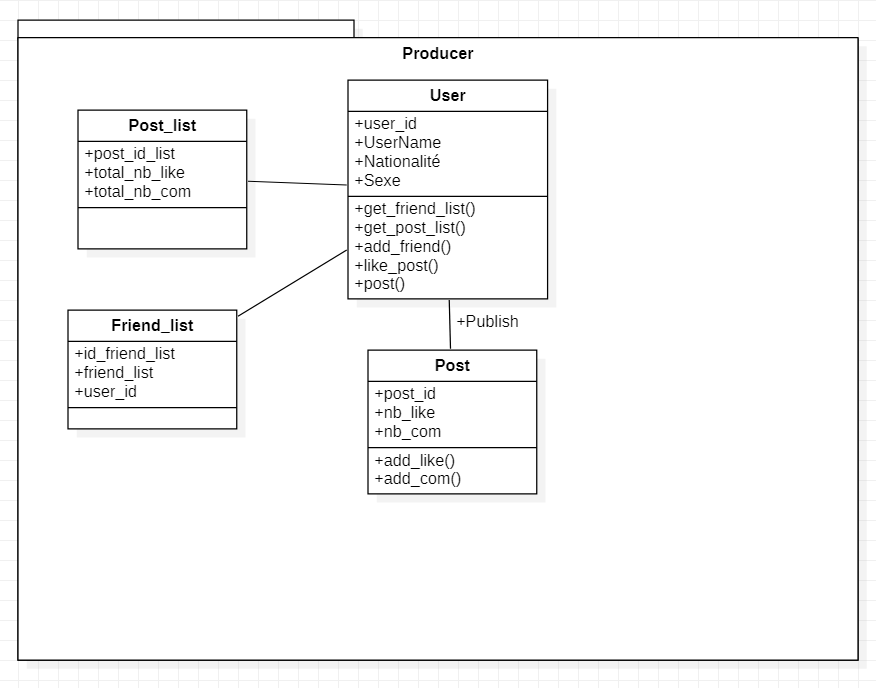 Producer
User
+user_id
+UserName
+Nationalité
+Sexe
+get_friend_list()
+get_post_list()
+add_friend()
+like_post()
+post()
Post_list
+post_id_list
+total_nb_like
+total_nb_com
Friend_list
+id_friend_list
+friend_list
+user_id
+Publish
Post
+post_id
+nb_like
+nb_com
+add_like()
+add_com()